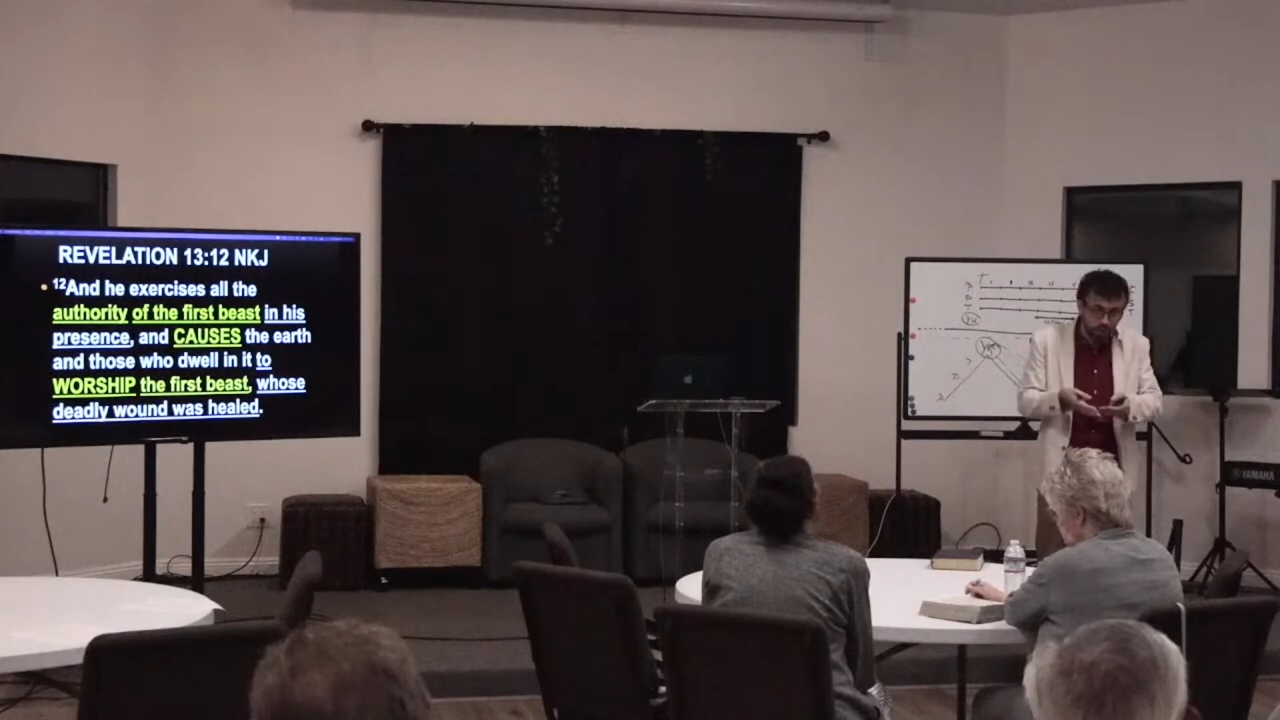 REVELATION 13:12 NKJ
• ¹²And he exercises all the
authority of the first beast in his
presence, and CAUSES the earth
and those who dwell in it to
WORSHIP the first beast, whose
deadly wound was healed.
YAMAHA